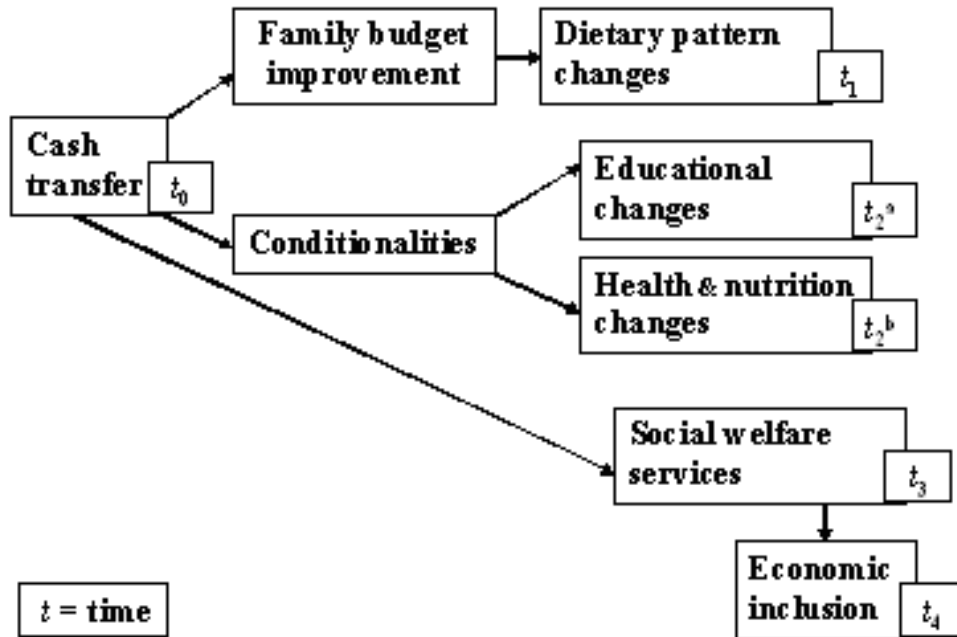 Family budget
improvement
Dietary pattern
changes
t₁
Cash
transfer
t₀
Conditionalities
Educational
changes
t₂ᵃ
Health & nutrition
changes
t₂ᵇ
Social welfare
services
t₃
Economic
inclusion
t₄
t = time